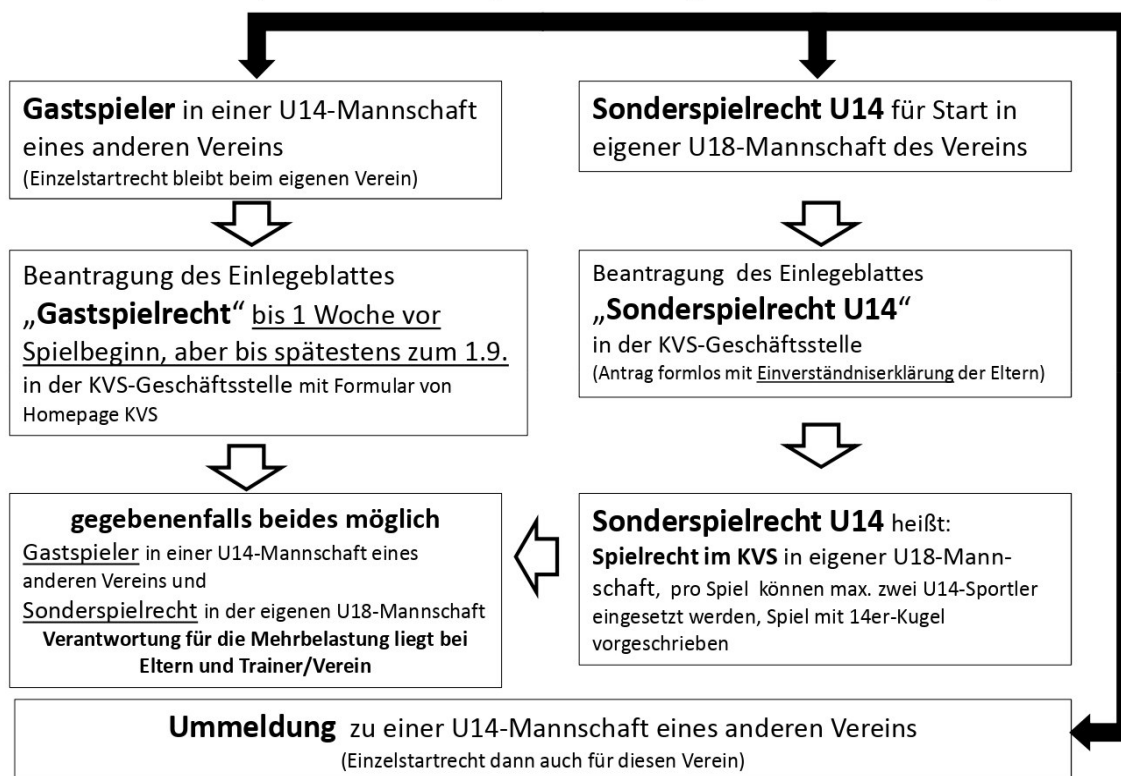 Gastspieler in einer U14-Mannschaft
eines anderen Vereins
(Einzelstartrecht bleibt beim eigenen Verein)
Sonderspielrecht U14 für Start in
eigener U18-Mannschaft des Vereins
Beantragung des Einlegeblattes
„Gastspielrecht“ bis 1 Woche vor
Spielbeginn, aber bis spätestens zum 1.9.
in der KVS-Geschäftsstelle mit Formular von
Homepage KVS
Beantragung des Einlegeblattes
„Sonderspielrecht U14“
in der KVS-Geschäftsstelle
(Antrag formlos mit Einverständniserklärung der Eltern)
gegebenenfalls beides möglich
Gastspieler in einer U14-Mannschaft eines
anderen Vereins und
Sonderspielrecht in der eigenen U18-Mannschaft
Verantwortung für die Mehrbelastung liegt bei
Eltern und Trainer/Verein
Sonderspielrecht U14 heißt:
Spielrecht im KVS in eigener U18-Mann-
schaft, pro Spiel können max. zwei U14-Sportler
eingesetzt werden, Spiel mit 14er-Kugel
vorgeschrieben
Ummeldung zu einer U14-Mannschaft eines anderen Vereins
(Einzelstartrecht dann auch für diesen Verein)